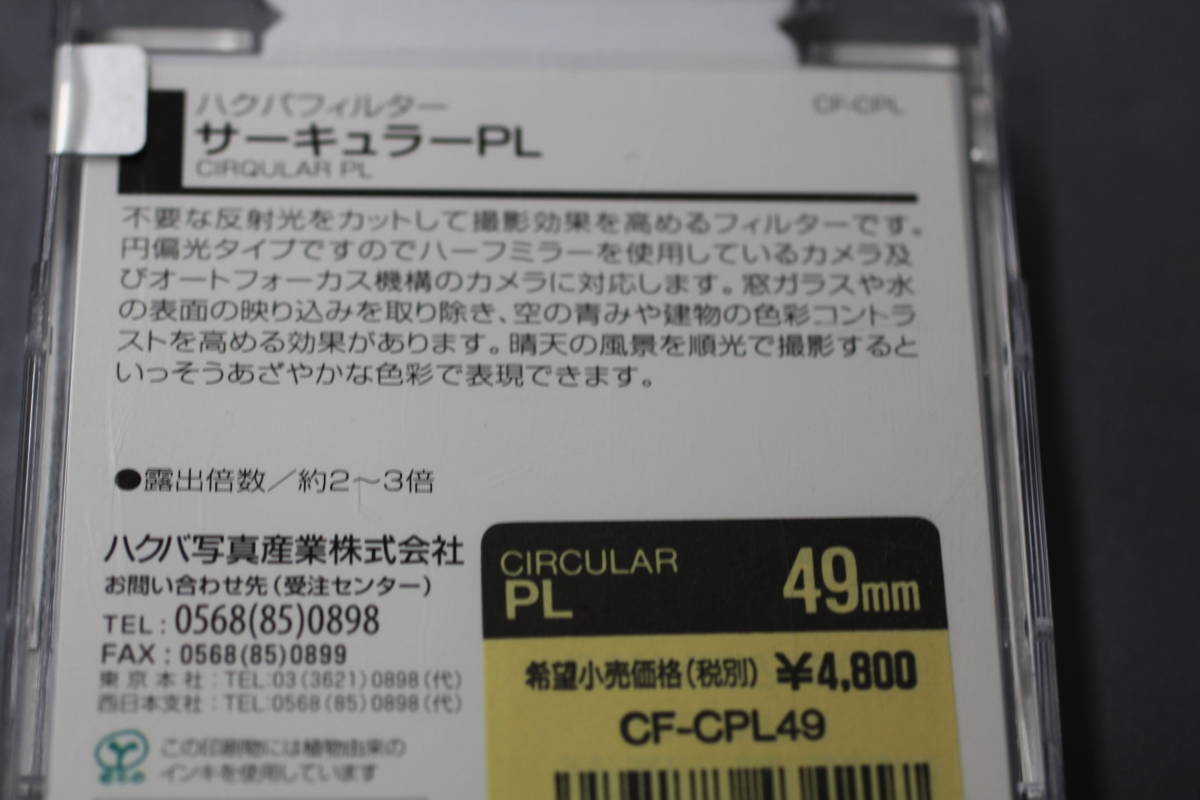 ハクバフィルター
CF-CPL
サーキュラーPL
CIRQULAR PL
不要な反射光をカットして撮影効果を高めるフィルターです。
円偏光タイプですのでハーフミラーを使用しているカメラ及
びオートフォーカス機構のカメラに対応します。窓ガラスや水
の表面の映り込みを取り除き、空の青みや建物の色彩コントラ
ストを高める効果があります。晴天の風景を順光で撮影すると
いっそうあざやかな色彩で表現できます。
●露出倍数／約2～3倍
ハクバ写真産業株式会社
お問い合わせ先（受注センター）
TEL：0568(85)0898
FAX：0568(85)0899
東京本社：TEL:03(3621)0898(代)
西日本支社：TEL:0568(85)0898(代)
この印刷物には植物由来の
インキを使用しています
CIRCULAR
PL
49mm
希望小売価格（税別）¥4,800
CF-CPL49